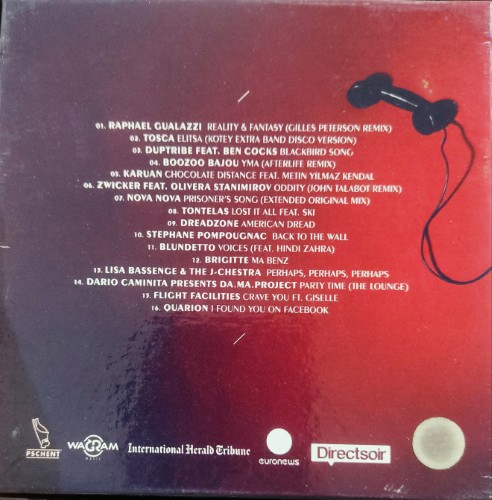 01. RAPHAEL GUALAZZI REALITY & FANTASY (GILLES PETERSON REMIX)
02. TOSCA ELITSA (KOTEY EXTRA BAND DISCO VERSION)
03. DUPTRIBE FEAT. BEN COCKS BLACKBIRD SONG
04. BOOZOO BAJOU YMA (AFTERLIFE REMIX)
05. KARUAN CHOCOLATE DISTANCE FEAT. METIN YILMAZ KENDAL
06. ZWICKER FEAT. OLIVERA STANIMIROV ODDITY (JOHN TALABOT REMIX)
07. NOVA NOVA PRISONER'S SONG (EXTENDED ORIGINAL MIX)
08. TONTELAS LOST IT ALL FEAT. SKI
09. DREADZONE AMERICAN DREAD
10. STEPHANE POMPOUGNAC BACK TO THE WALL
11. BLUNDETTO VOICES (FEAT. HINDI ZAHRA)
12. BRIGITTE MA BENZ
13. LISA BASSENGE & THE J-CHESTRA PERHAPS, PERHAPS, PERHAPS
14. DARIO CAMINITA PRESENTS DA.MA.PROJECT PARTY TIME (THE LOUNGE)
15. FLIGHT FACILITIES CRAVE YOU FT. GISELLE
16. QUARION I FOUND YOU ON FACEBOOK
PSCHENT
WAGRAM
MUSIC
International Herald Tribune
euronews
Directsoir